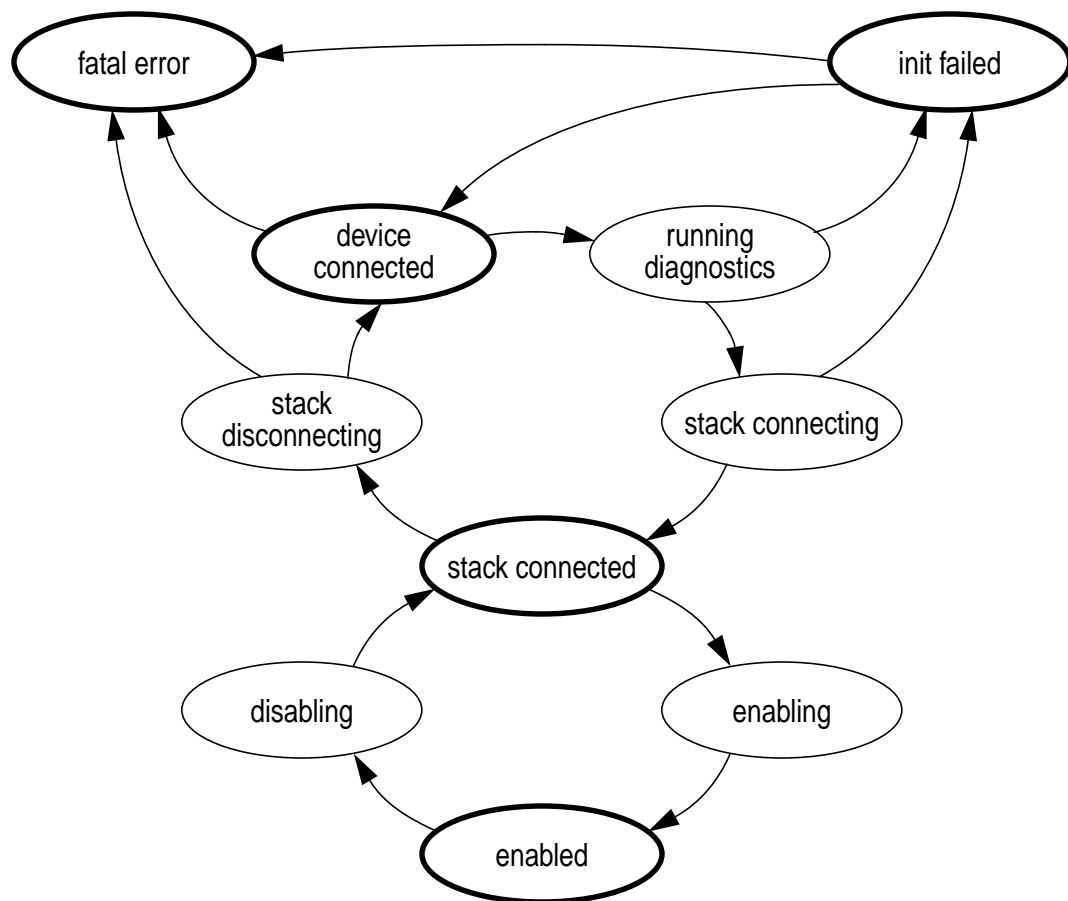 fatal error
init failed
device
connected
running
diagnostics
stack
disconnecting
stack connecting
stack connected
disabling
enabling
enabled